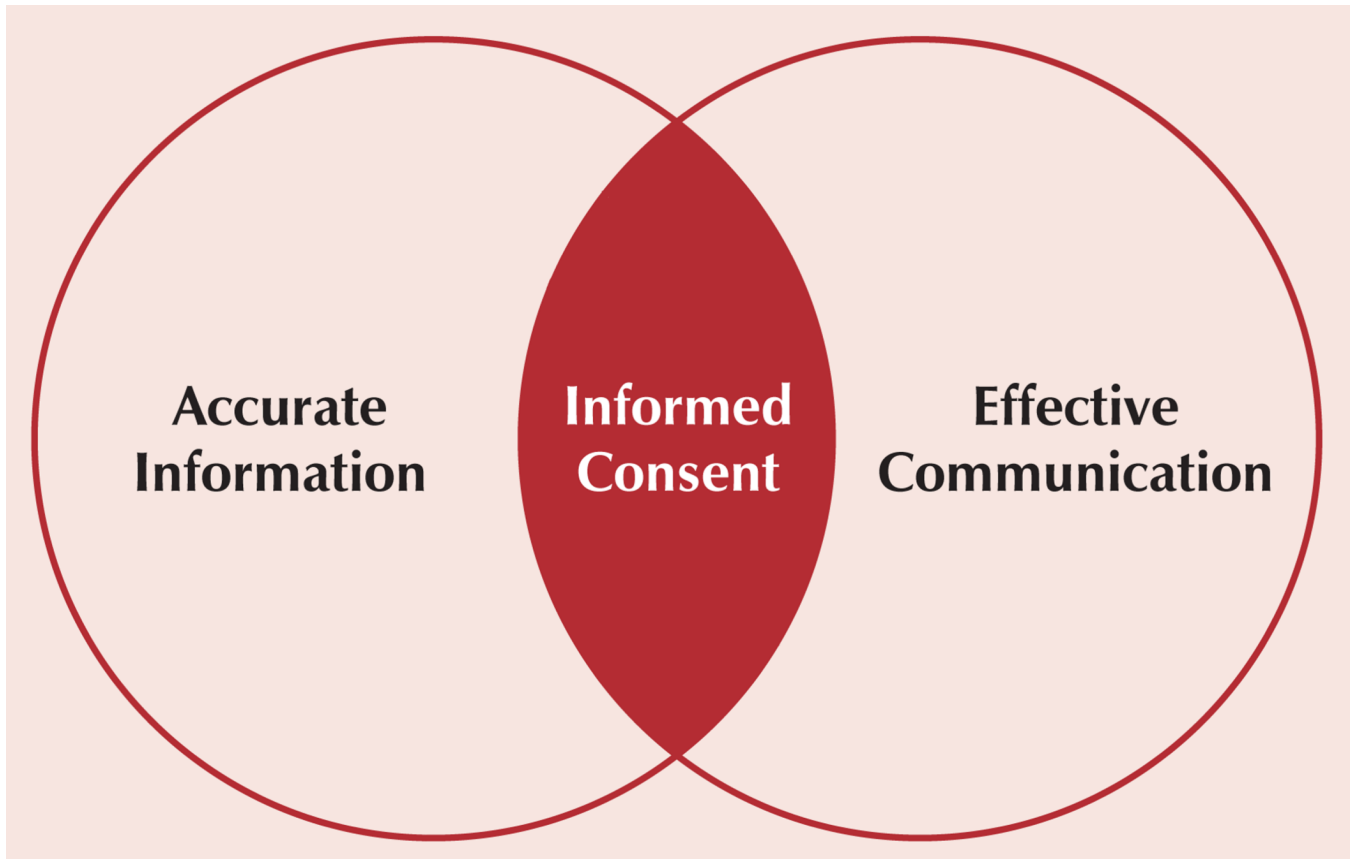 Accurate
Information
Informed
Consent
Effective
Communication